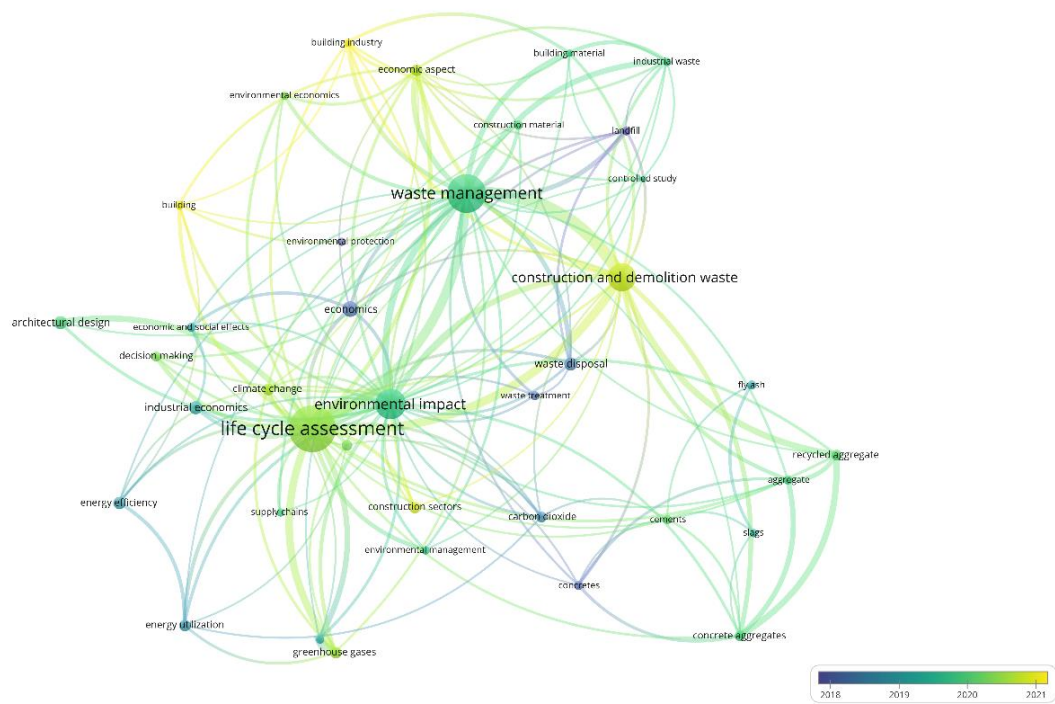 building industry
building material
industrial waste
economic aspect
environmental economics
construction material
landfill
controlled study
waste management
building
environmental protection
construction and demolition waste
economics
architectural design
economic and social effects
decision making
waste disposal
climate change
fly ash
waste treatment
environmental impact
industrial economics
life cycle assessment
recycled aggregate
aggregate
energy efficiency
construction sectors
supply chains
carbon dioxide
cements
slags
environmental management
concretes
energy utilization
concrete aggregates
greenhouse gases
2018 2019 2020 2021